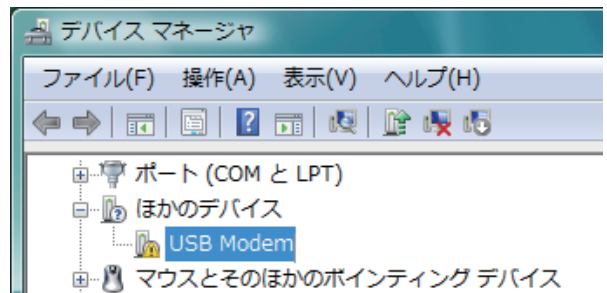 デバイス マネージャ
ファイル(F) 操作(A) 表示(V) ヘルプ(H)
ポート (COM と LPT)
ほかのデバイス
USB Modem
マウスとそのほかのポインティング デバイス